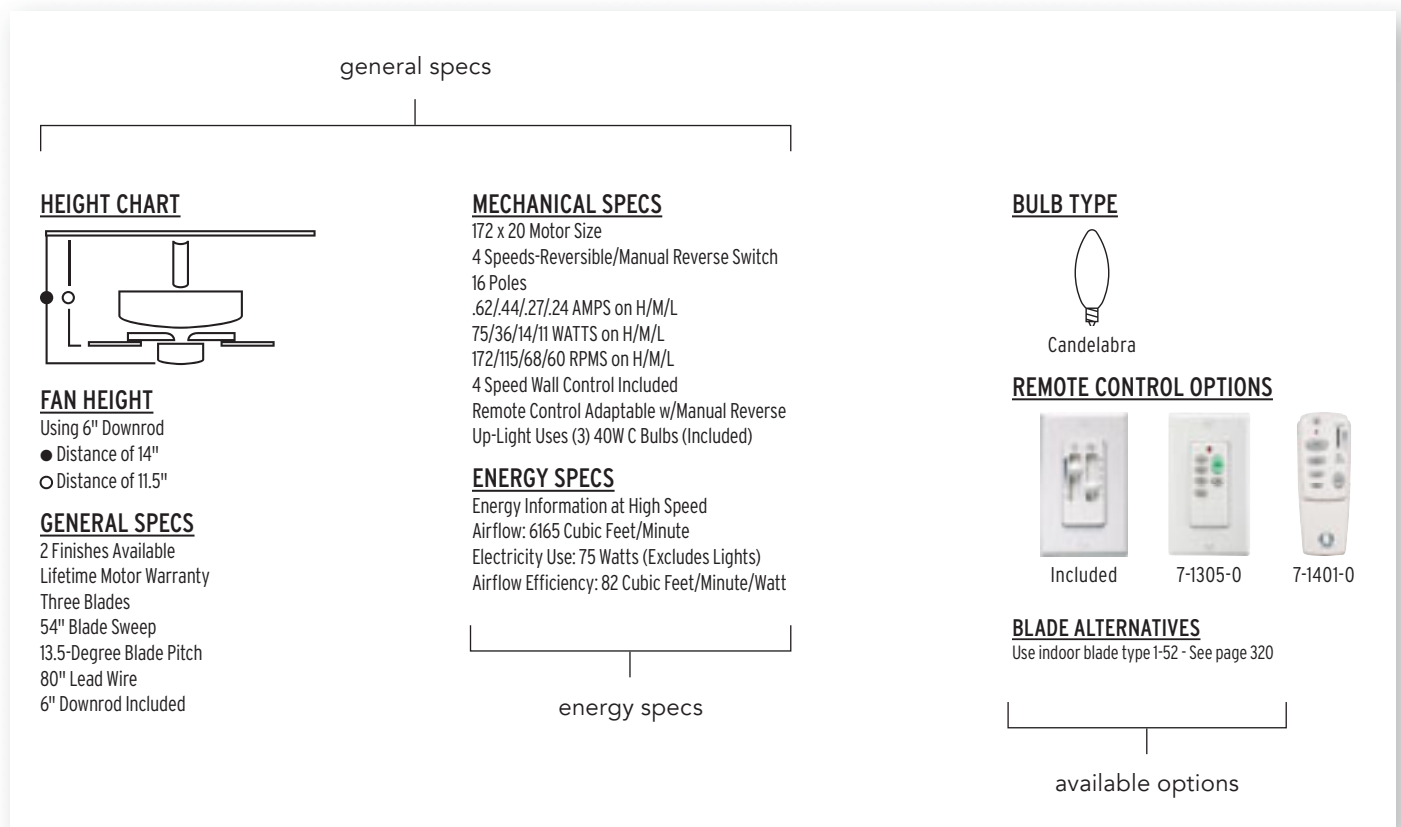 general specs
HEIGHT CHART
FAN HEIGHT
Using 6" Downrod
Distance of 14"
Distance of 11.5"
GENERAL SPECS
2 Finishes Available
Lifetime Motor Warranty
Three Blades
54" Blade Sweep
13.5-Degree Blade Pitch
80" Lead Wire
6" Downrod Included
MECHANICAL SPECS
172 x 20 Motor Size
4 Speeds-Reversible/Manual Reverse Switch
16 Poles
.62/.44/.27/.24 AMPS on H/M/L
75/36/14/11 WATTS on H/M/L
172/115/68/60 RPMS on H/M/L
4 Speed Wall Control Included
Remote Control Adaptable w/Manual Reverse
Up-Light Uses (3) 40W C Bulbs (Included)
ENERGY SPECS
Energy Information at High Speed
Airflow: 6165 Cubic Feet/Minute
Electricity Use: 75 Watts (Excludes Lights)
Airflow Efficiency: 82 Cubic Feet/Minute/Watt
energy specs
BULB TYPE
Candelabra
REMOTE CONTROL OPTIONS
Included
7-1305-0
7-1401-0
BLADE ALTERNATIVES
Use indoor blade type 1-52 - See page 320
available options